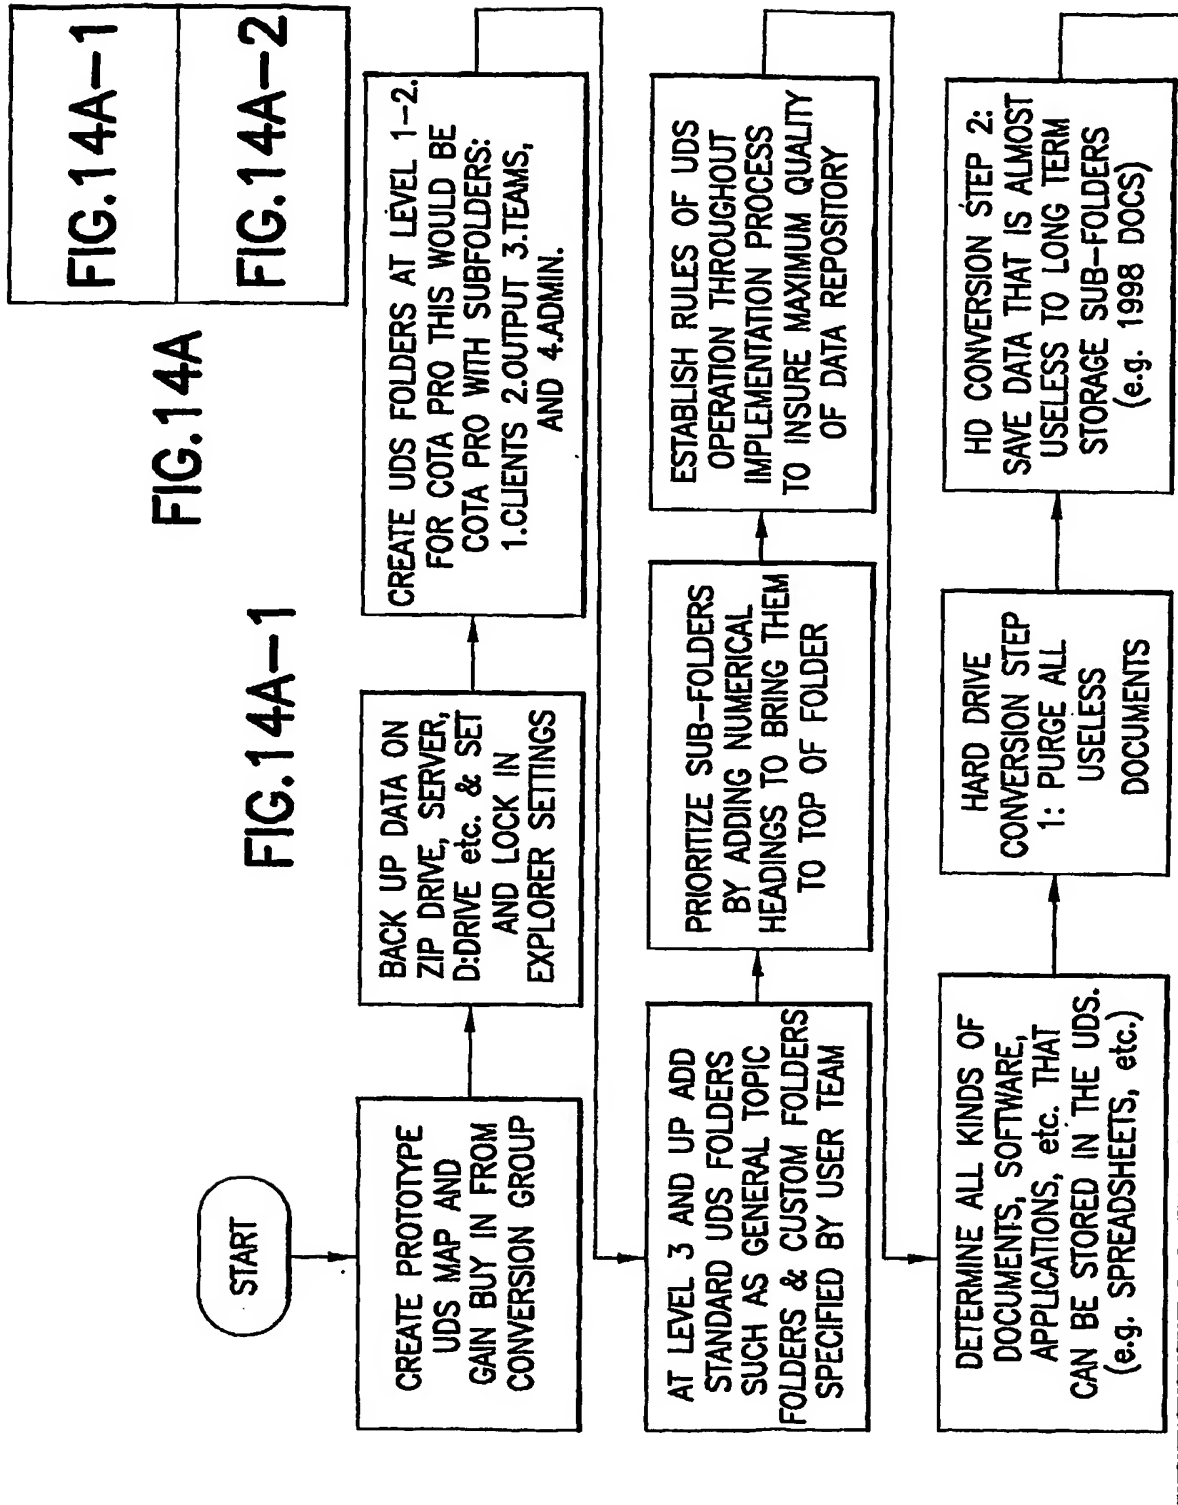 FIG.14A
FIG.14A-1
FIG.14A-2
FIG.14A-1
START
CREATE PROTOTYPE
UDS MAP AND
GAIN BUY IN FROM
CONVERSION GROUP
BACK UP DATA ON
ZIP DRIVE, SERVER,
D:DRIVE etc. & SET
AND LOCK IN
EXPLORER SETTINGS
CREATE UDS FOLDERS AT LEVEL 1-2.
FOR COTA PRO THIS WOULD BE
COTA PRO WITH SUBFOLDERS:
1.CLIENTS 2.OUTPUT 3.TEAMS,
AND 4.ADMIN.
AT LEVEL 3 AND UP ADD
STANDARD UDS FOLDERS
SUCH AS GENERAL TOPIC
FOLDERS & CUSTOM FOLDERS
SPECIFIED BY USER TEAM
PRIORITIZE SUB-FOLDERS
BY ADDING NUMERICAL
HEADINGS TO BRING THEM
TO TOP OF FOLDER
ESTABLISH RULES OF UDS
OPERATION THROUGHOUT
IMPLEMENTATION PROCESS
TO INSURE MAXIMUM QUALITY
OF DATA REPOSITORY
DETERMINE ALL KINDS OF
DOCUMENTS, SOFTWARE,
APPLICATIONS, etc. THAT
CAN BE STORED IN THE UDS.
(e.g. SPREADSHEETS, etc.)
HARD DRIVE
CONVERSION STEP
1: PURGE ALL
USELESS
DOCUMENTS
HD CONVERSION STEP 2:
SAVE DATA THAT IS ALMOST
USELESS TO LONG TERM
STORAGE SUB-FOLDERS
(e.g. 1998 DOCS)